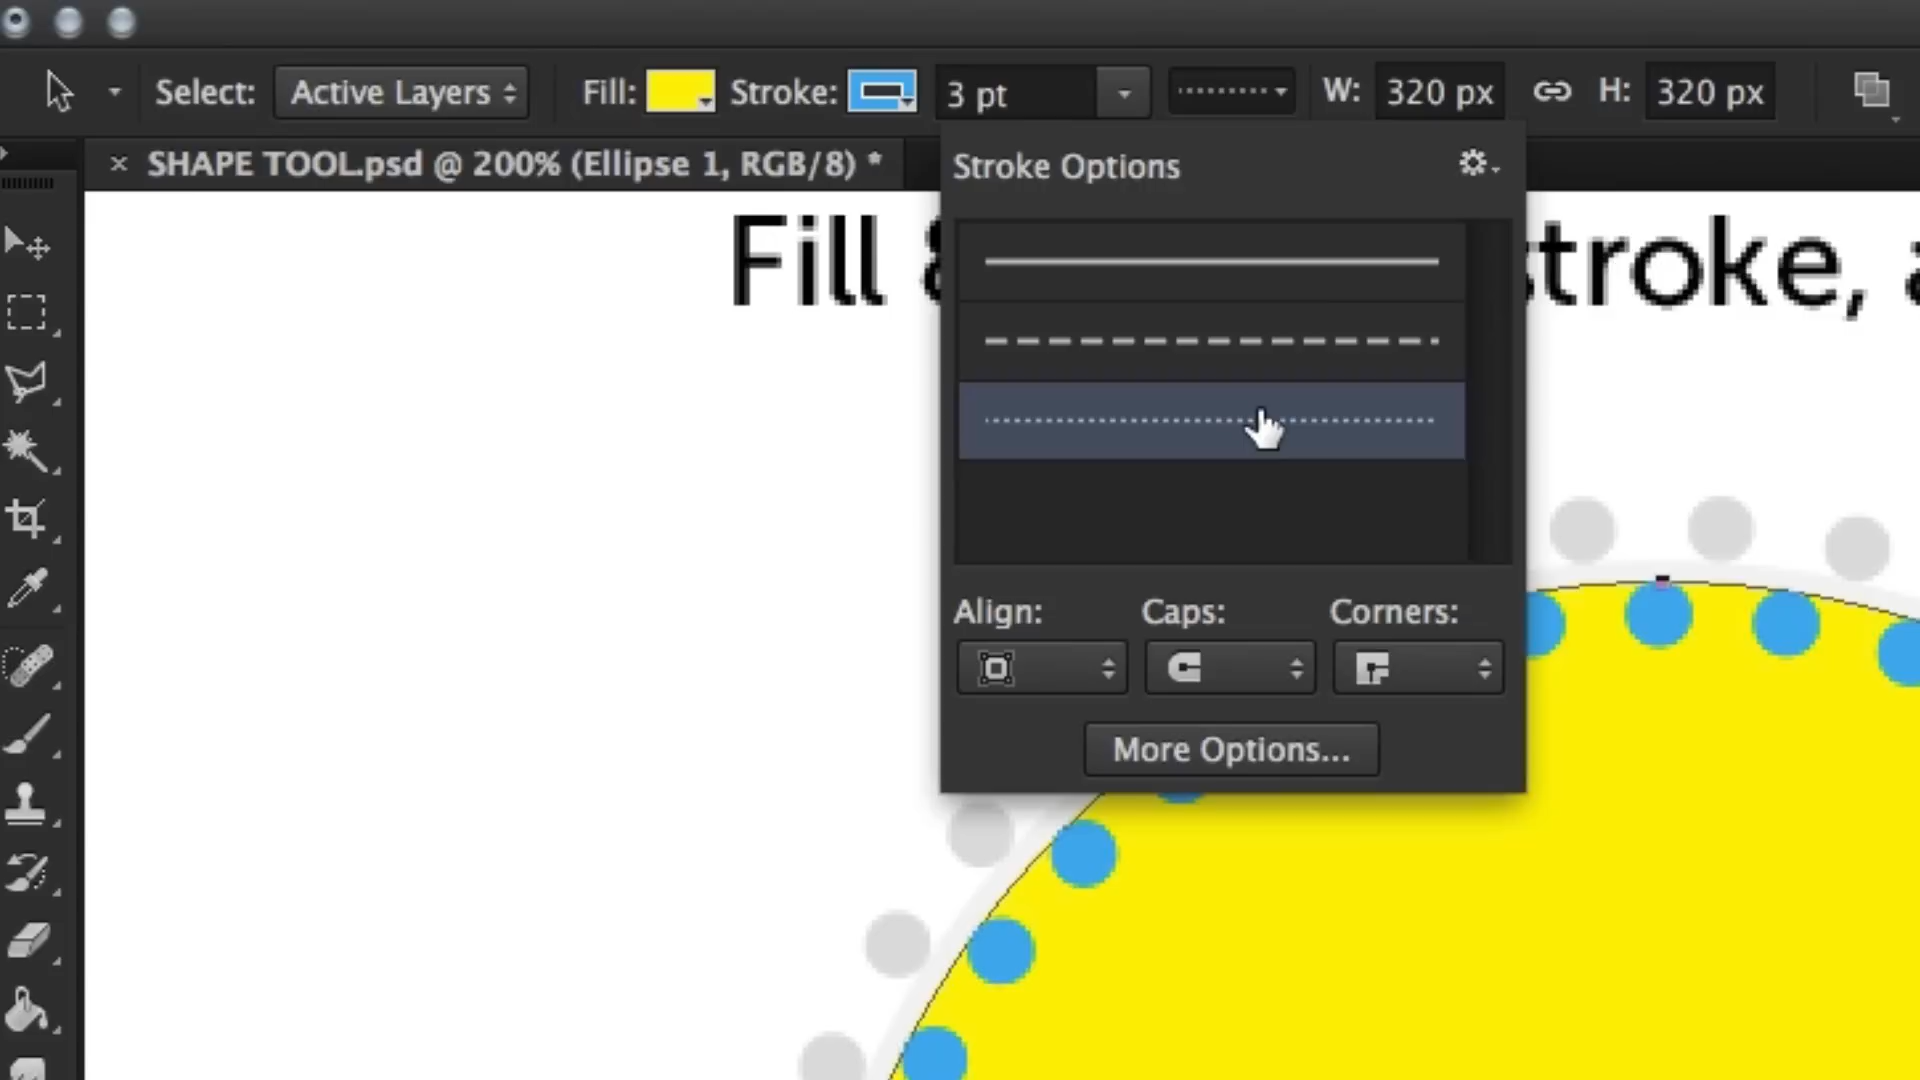 Select: Active Layers Fill: Stroke: 3 pt W: 320 px H: 320 px
× SHAPE TOOL.psd @ 200% (Ellipse 1, RGB/8) *
Stroke Options
Fill stroke,
Align: Caps: Corners:
More Options...